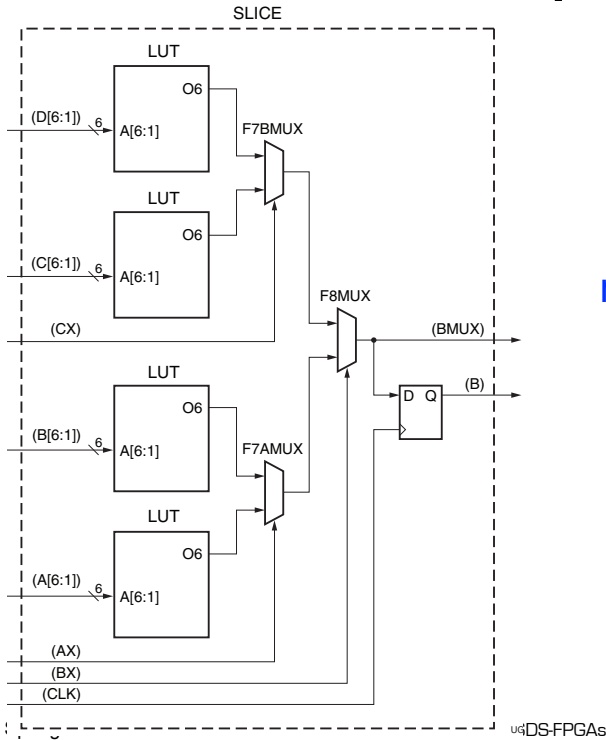 SLICE
LUT
O6
(D[6:1])
6
A[6:1]
F7BMUX
LUT
O6
(C[6:1])
6
A[6:1]
(CX)
F8MUX
(BMUX)
LUT
O6
(B[6:1])
6
A[6:1]
D Q
(B)
F7AMUX
LUT
O6
(A[6:1])
6
A[6:1]
(AX)
(BX)
(CLK)
DS-FPGAs